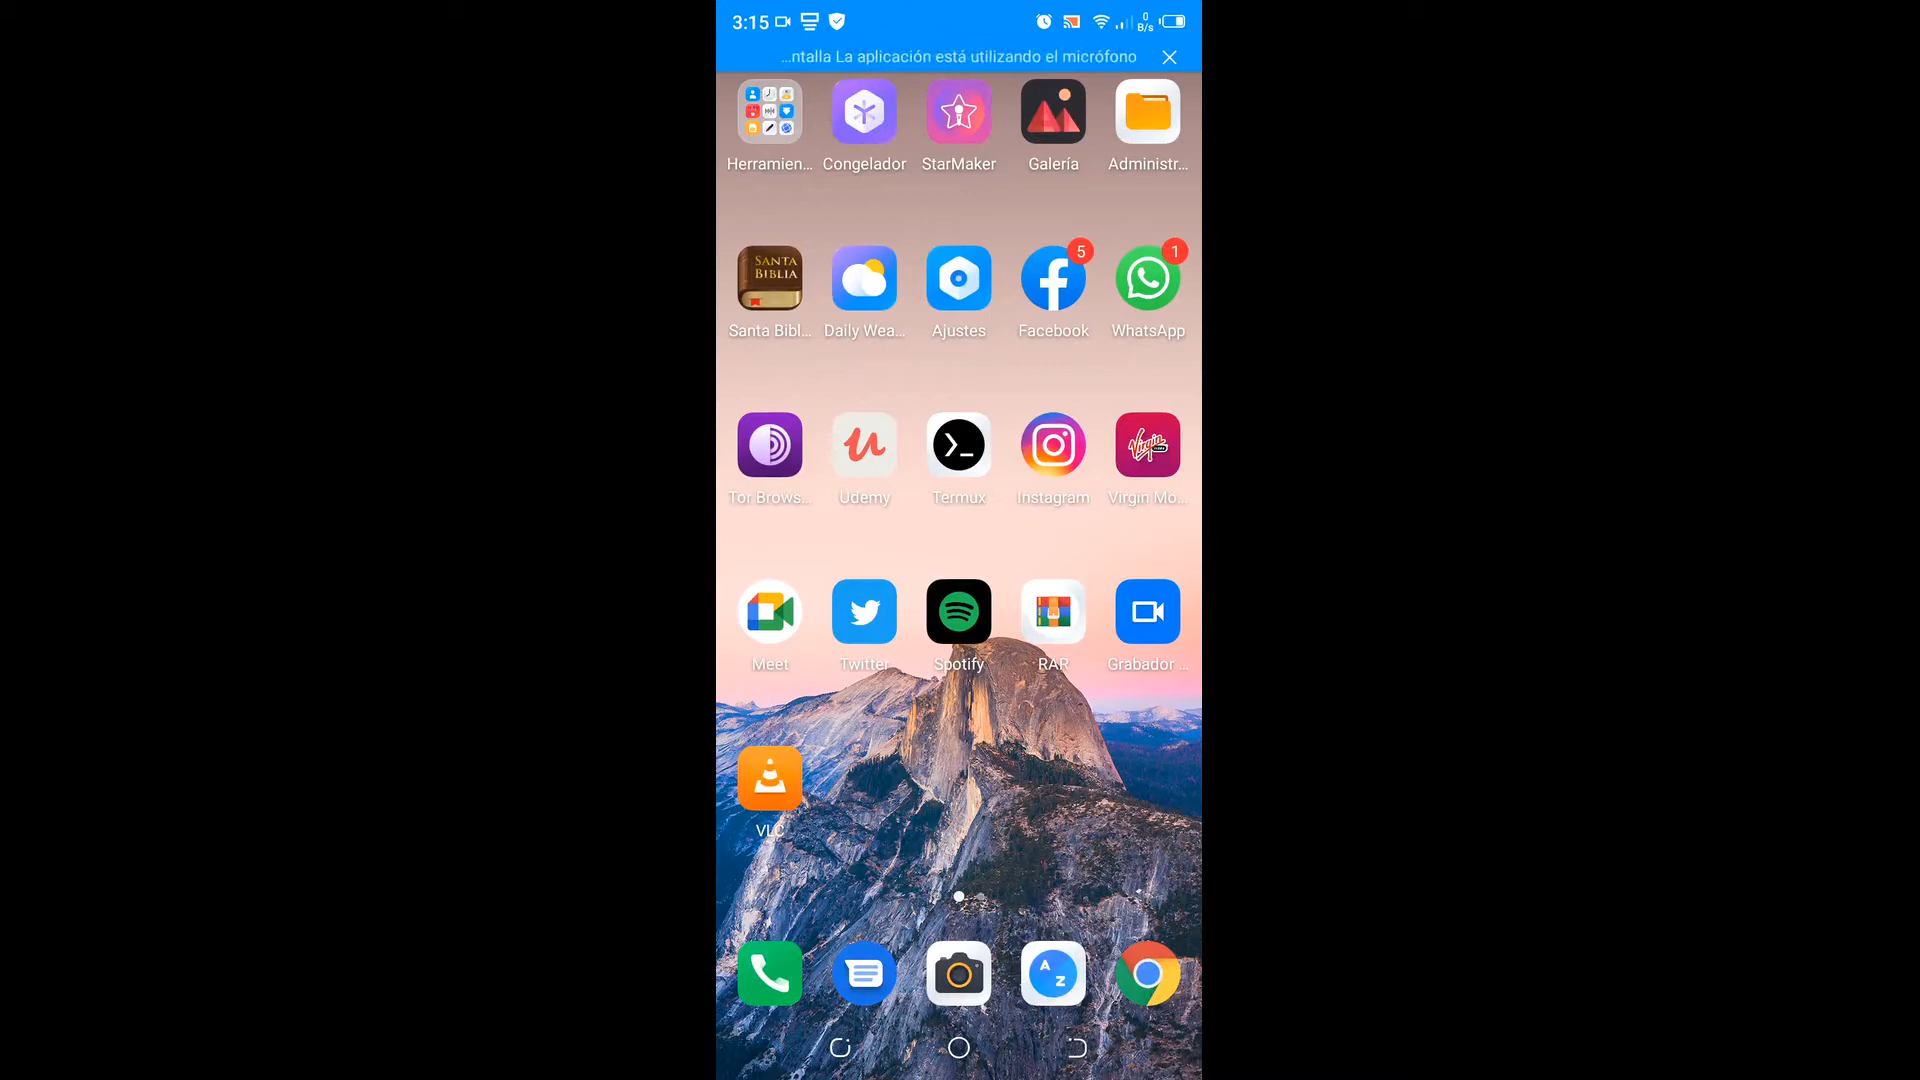 3:15 0 B/s
...ntalla La aplicación está utilizando el micrófono
Herramien... Congelador StarMaker Galería Administr...
SANTA
BIBLIA
5 1
Santa Bibl... Daily Wea... Ajustes Facebook WhatsApp
u Virgin
Tor Brows... Udemy Termux Instagram Virgin Mo...
Meet Twitter Spotify RAR Grabador ...
VLC
A
Z